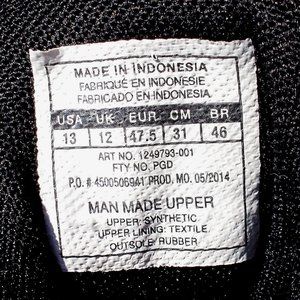 MADE IN INDONESIA
FABRIQUÉ EN INDONESIE
FABRICADO EN INDONESIA
USA UK EUR. CM BR
13 12 47.5 31 46
ART NO. 1249793-001
FTY NO. PGD
P.O. # 4500506941 PROD. MO. 05/2014
MAN MADE UPPER
UPPER: SYNTHETIC
UPPER LINING: TEXTILE
OUTSOLE: RUBBER